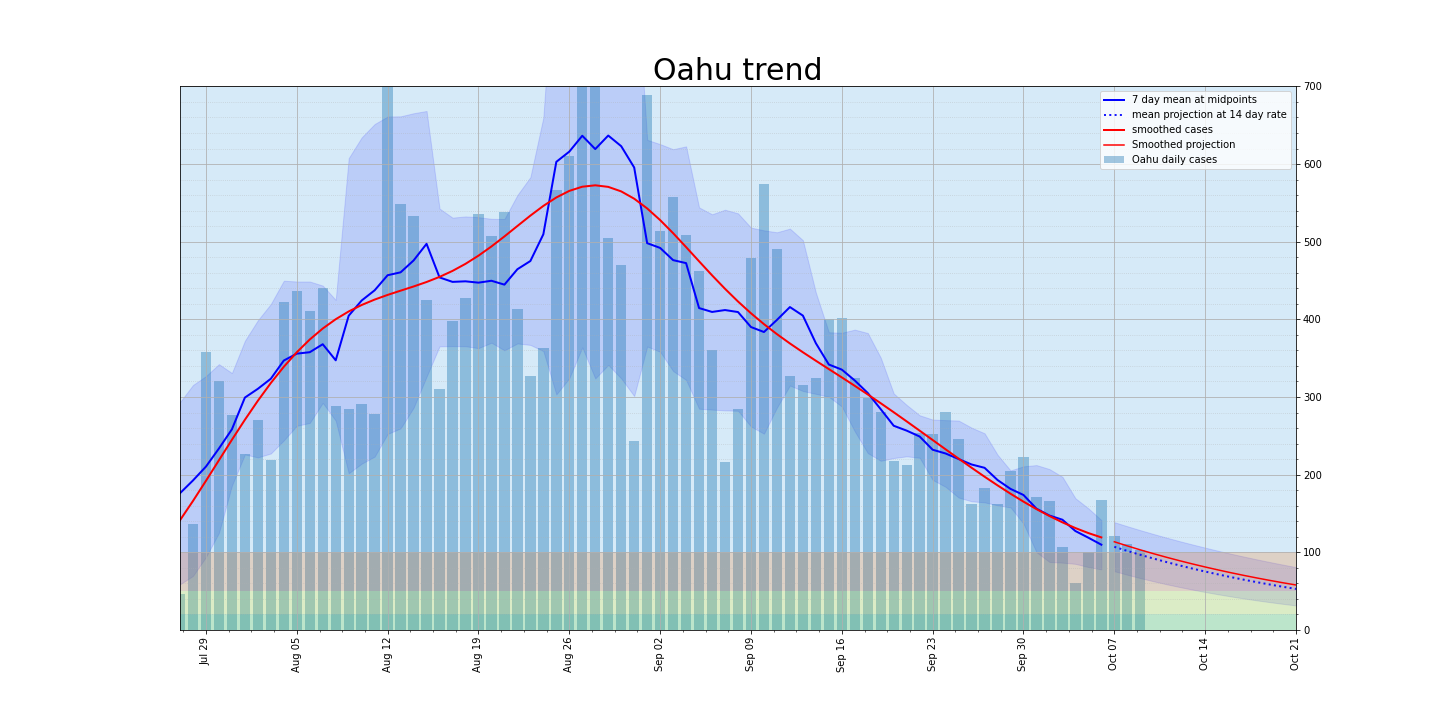 Oahu trend
7 day mean at midpoints
mean projection at 14 day rate
smoothed cases
Smoothed projection
Oahu daily cases
700
600
500
400
300
200
100
0
Jul 29
Aug 05
Aug 12
Aug 19
Aug 26
Sep 02
Sep 09
Sep 16
Sep 23
Sep 30
Oct 07
Oct 14
Oct 21